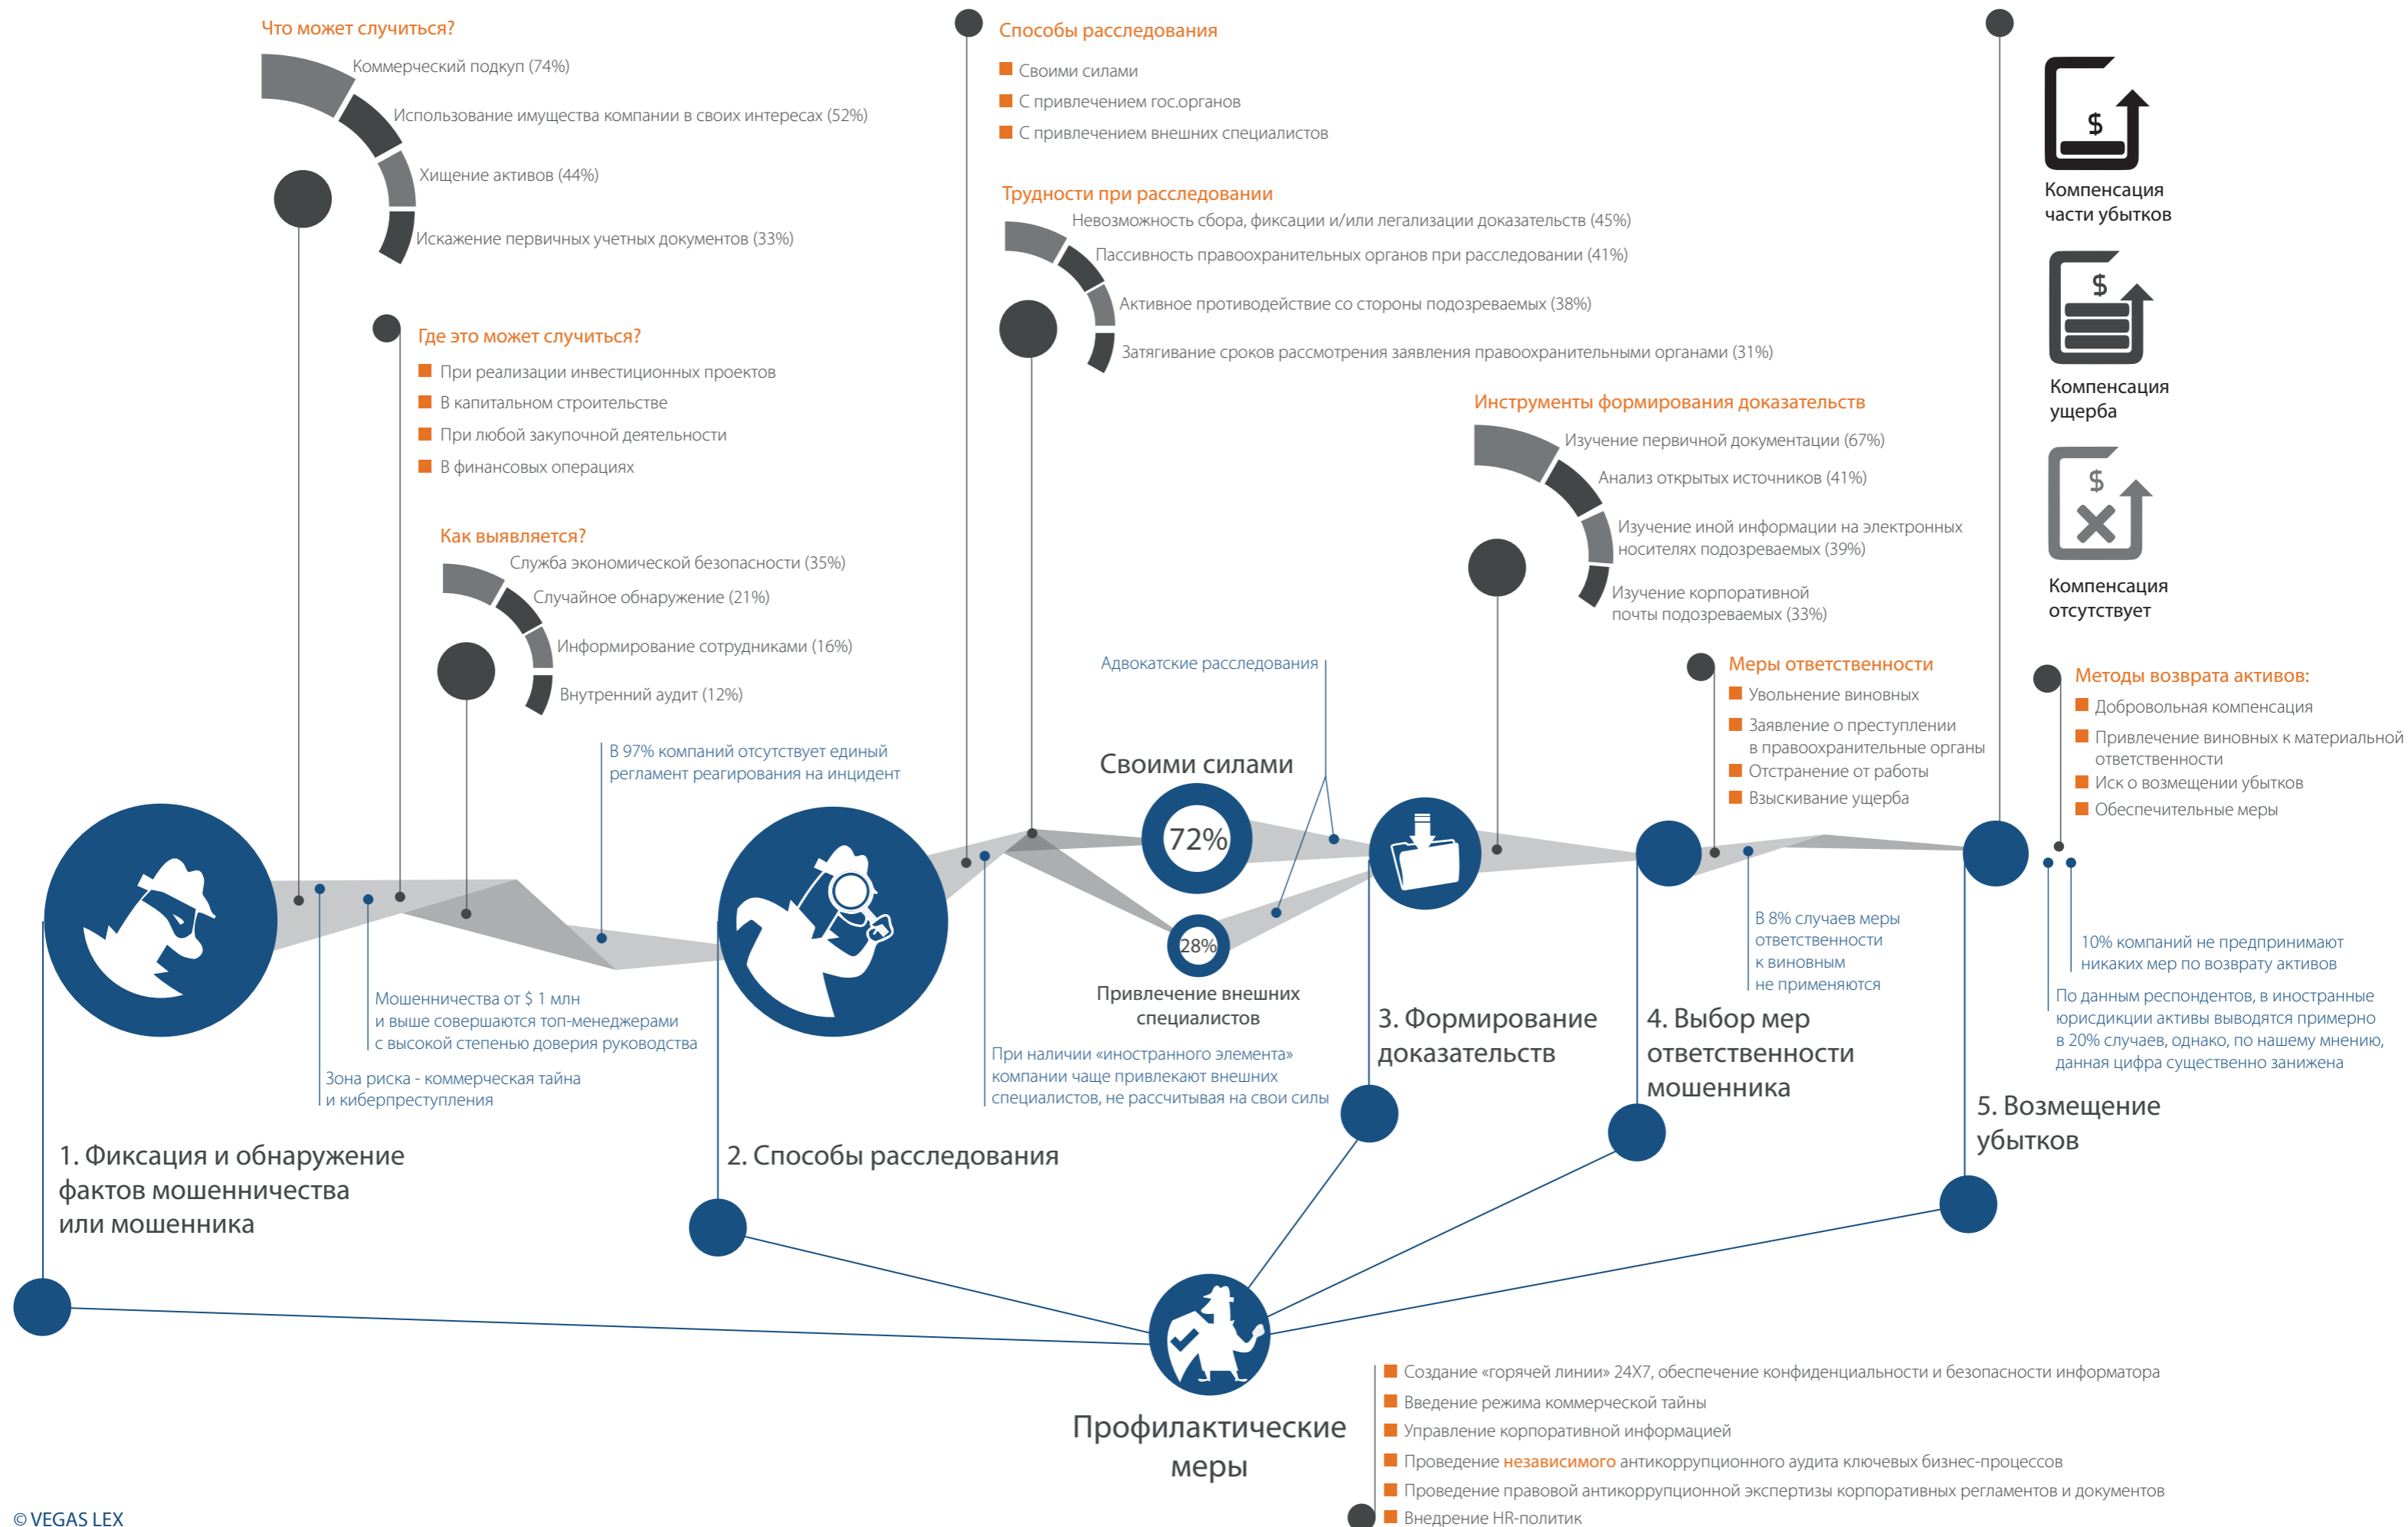 Что может случиться?
Коммерческий подкуп (74%)
Использование имущества компании в своих интересах (52%)
Хищение активов (44%)
Искажение первичных учетных документов (33%)
Где это может случиться?
При реализации инвестиционных проектов
В капитальном строительстве
При любой закупочной деятельности
В финансовых операциях
Как выявляется?
Служба экономической безопасности (35%)
Случайное обнаружение (21%)
Информирование сотрудниками (16%)
Внутренний аудит (12%)
В 97% компаний отсутствует единый
регламент реагирования на инцидент
Мошенничества от $ 1 млн
и выше совершаются топ-менеджерами
с высокой степенью доверия руководства
Зона риска - коммерческая тайна
и киберпреступления
1. Фиксация и обнаружение
фактов мошенничества
или мошенника
Способы расследования
Своими силами
С привлечением гос.органов
С привлечением внешних специалистов
Трудности при расследовании
Невозможность сбора, фиксации и/или легализации доказательств (45%)
Пассивность правоохранительных органов при расследовании (41%)
Активное противодействие со стороны подозреваемых (38%)
Затягивание сроков рассмотрения заявления правоохранительными органами (31%)
Адвокатские расследования
Своими силами
72%
28%
Привлечение внешних
специалистов
При наличии «иностранного элемента»
компании чаще привлекают внешних
специалистов, не рассчитывая на свои силы
2. Способы расследования
Инструменты формирования доказательств
Изучение первичной документации (67%)
Анализ открытых источников (41%)
Изучение иной информации на электронных
носителях подозреваемых (39%)
Изучение корпоративной
почты подозреваемых (33%)
3. Формирование
доказательств
Меры ответственности
Увольнение виновных
Заявление о преступлении
в правоохранительные органы
Отстранение от работы
Взыскивание ущерба
В 8% случаев меры
ответственности
к виновным
не применяются
4. Выбор мер
ответственности
мошенника
$
Компенсация
части убытков
$
Компенсация
ущерба
$
Компенсация
отсутствует
Методы возврата активов:
Добровольная компенсация
Привлечение виновных к материальной
ответственности
Иск о возмещении убытков
Обеспечительные меры
10% компаний не предпринимают
никаких мер по возврату активов
По данным респондентов, в иностранные
юрисдикции активы выводятся примерно
в 20% случаев, однако, по нашему мнению,
данная цифра существенно занижена
5. Возмещение
убытков
Профилактические
меры
Создание «горячей линии» 24X7, обеспечение конфиденциальности и безопасности информатора
Введение режима коммерческой тайны
Управление корпоративной информацией
Проведение независимого антикоррупционного аудита ключевых бизнес-процессов
Проведение правовой антикоррупционной экспертизы корпоративных регламентов и документов
Внедрение HR-политик
© VEGAS LEX